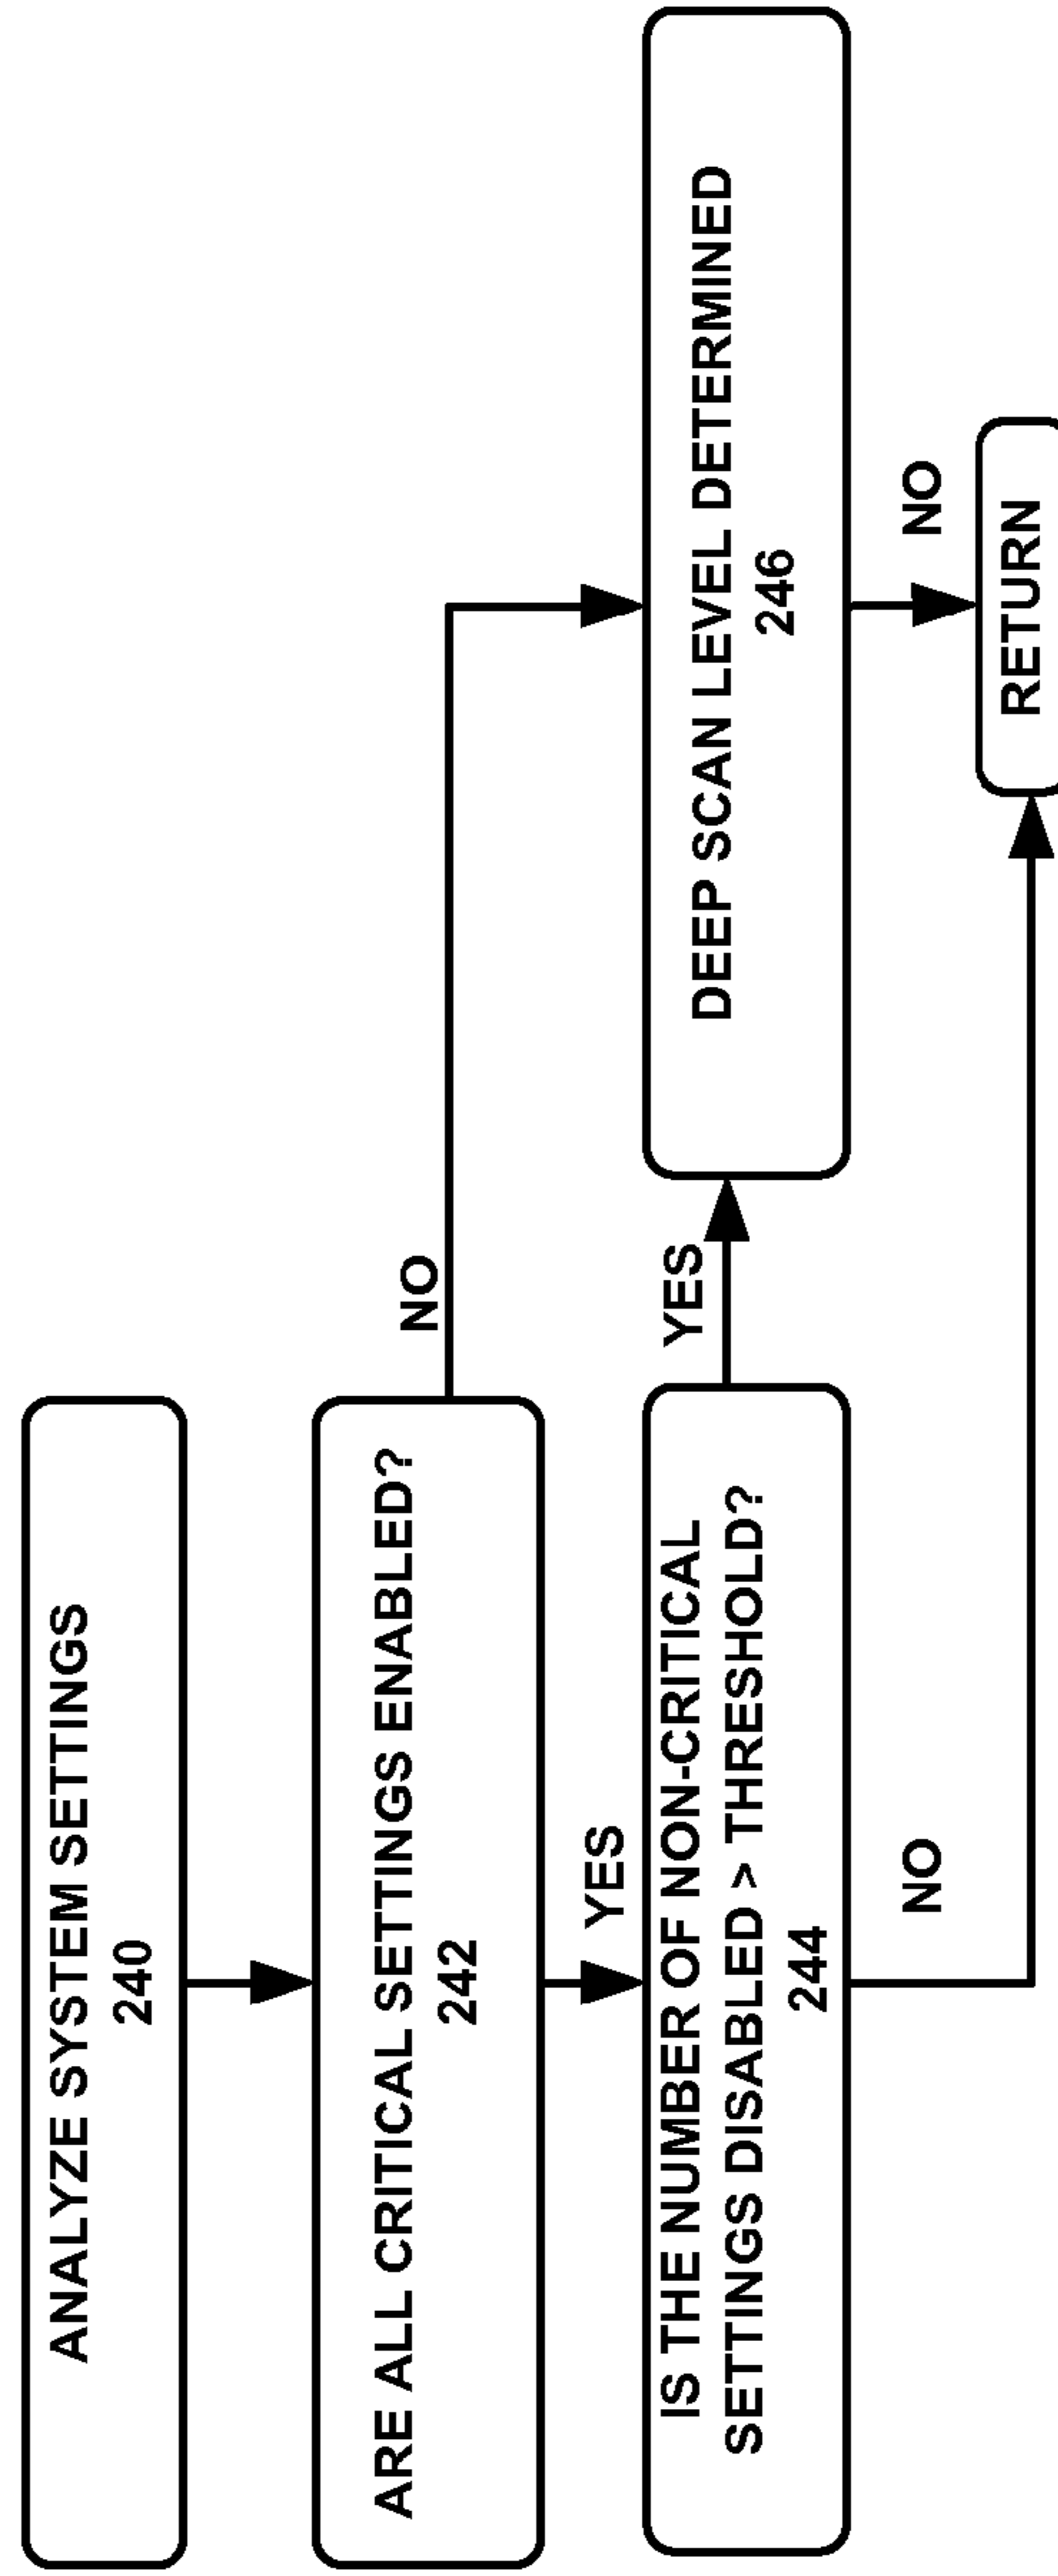 ANALYZE SYSTEM SETTINGS
240
ARE ALL CRITICAL SETTINGS ENABLED?
242
NO
YES
IS THE NUMBER OF NON-CRITICAL
SETTINGS DISABLED > THRESHOLD?
244
YES
DEEP SCAN LEVEL DETERMINED
246
NO
NO
RETURN